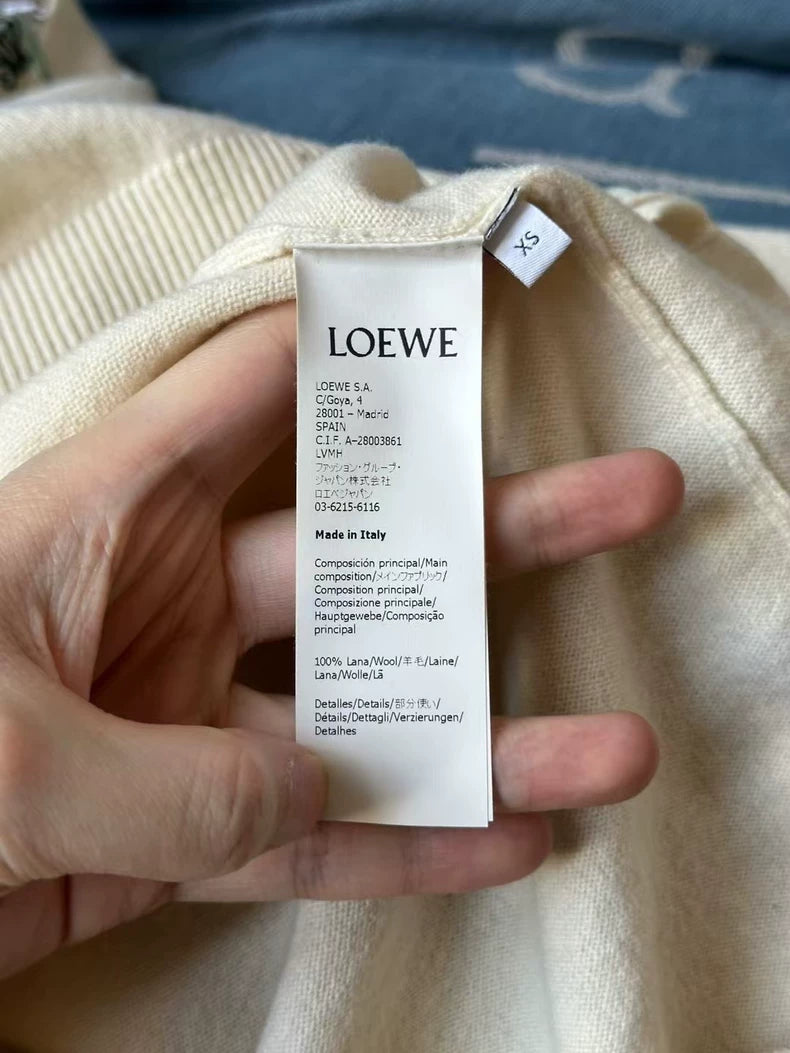 XS
LOEWE
LOEWE S.A.
C/Goya, 4
28001 – Madrid
SPAIN
C.I.F. A–28003861
LVMH
ファッション・グループ・
ジャパン株式会社
ロエベジャパン
03-6215-6116
Made in Italy
Composición principal/Main
composition/メインファブリック/
Composition principal/
Composizione principale/
Hauptgewebe/Composição
principal
100% Lana/Wool/羊毛/Laine/
Lana/Wolle/Lã
Detalles/Details/部分使い/
Détails/Dettagli/Verzierungen/
Detalhes